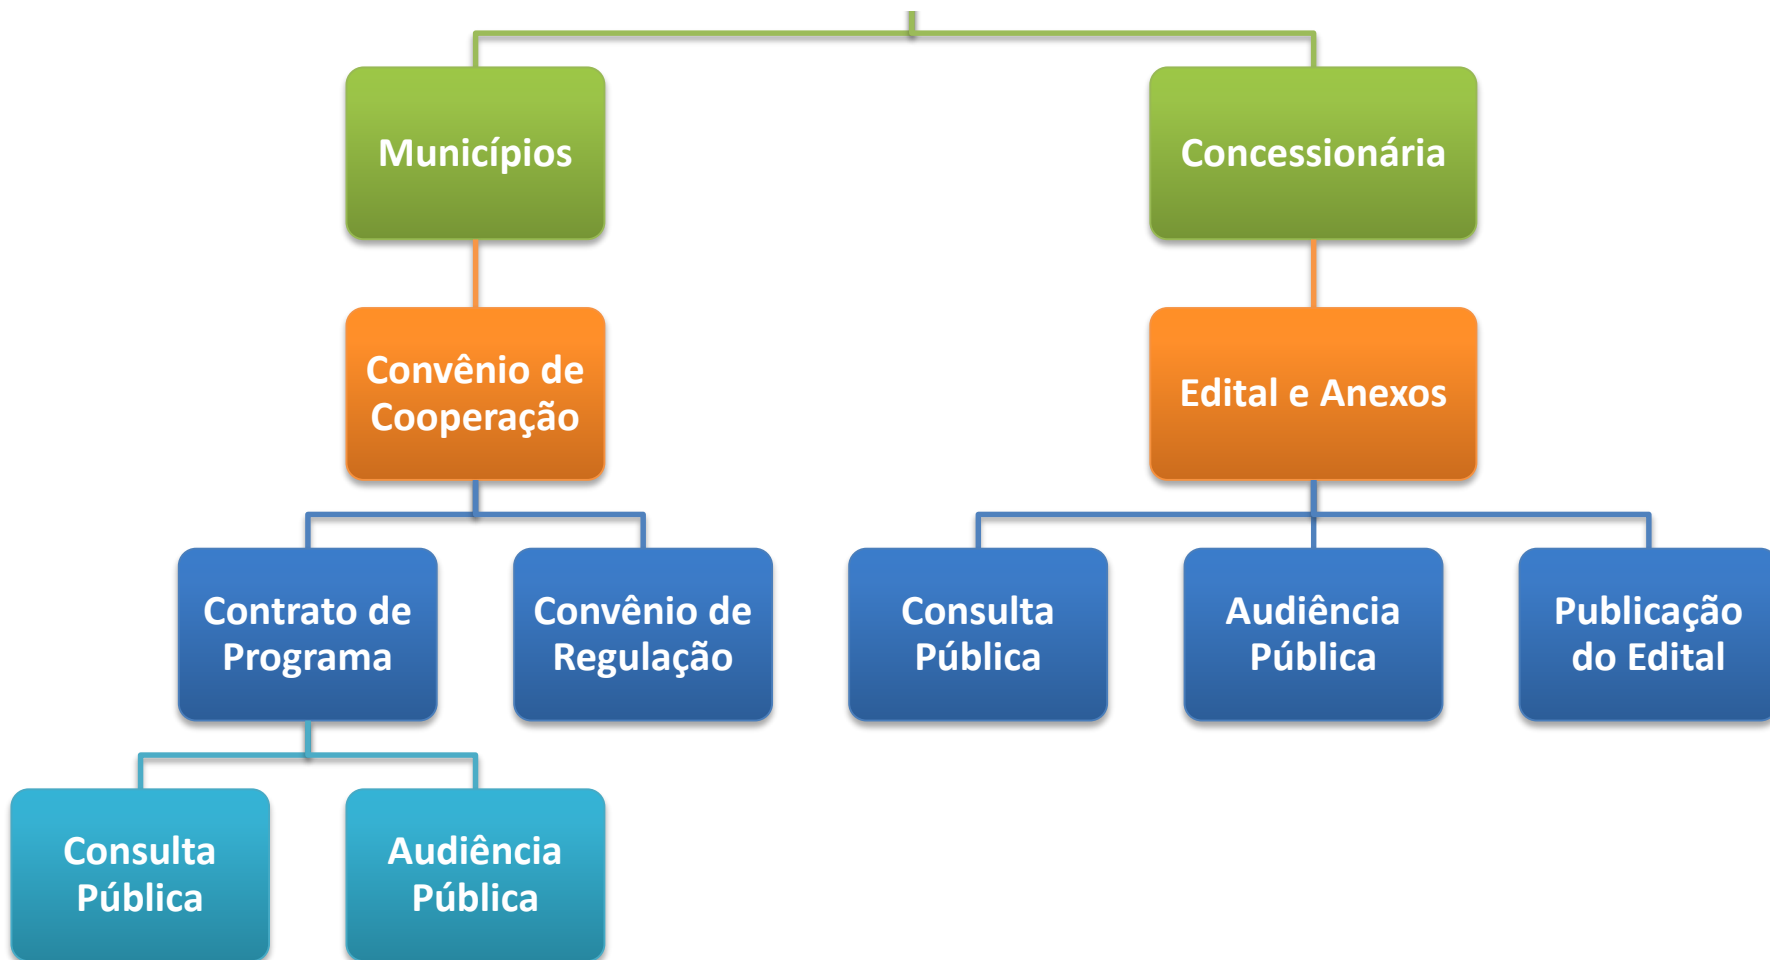 Municípios
Concessionária
Convênio de
Cooperação
Edital e Anexos
Contrato de
Programa
Convênio de
Regulação
Consulta
Pública
Audiência
Pública
Publicação
do Edital
Consulta
Pública
Audiência
Pública